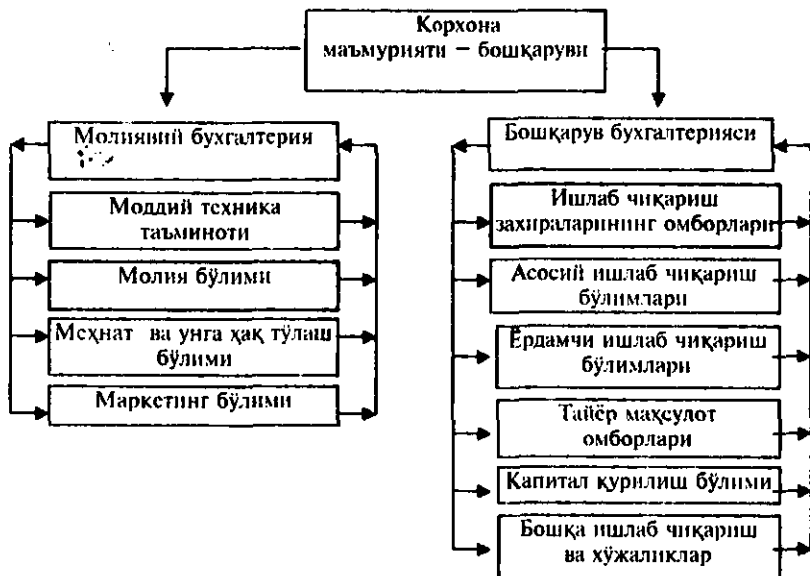 Корхона
маъмурияти – бошқаруви
Молиявий бухгалтерия
Моддий техника
таъминоти
Молия бўлими
Меҳнат ва унга ҳақ тўлаш
бўлими
Маркетинг бўлими
Бошқарув бухгалтерияси
Ишлаб чиқариш
захираларининг омборлари
Асосий ишлаб чиқариш
бўлимлари
Ёрдамчи ишлаб чиқариш
бўлимлари
Тайёр маҳсулот
омборлари
Капитал қурилиш бўлими
Бошқа ишлаб чиқариш
ва хўжаликлар